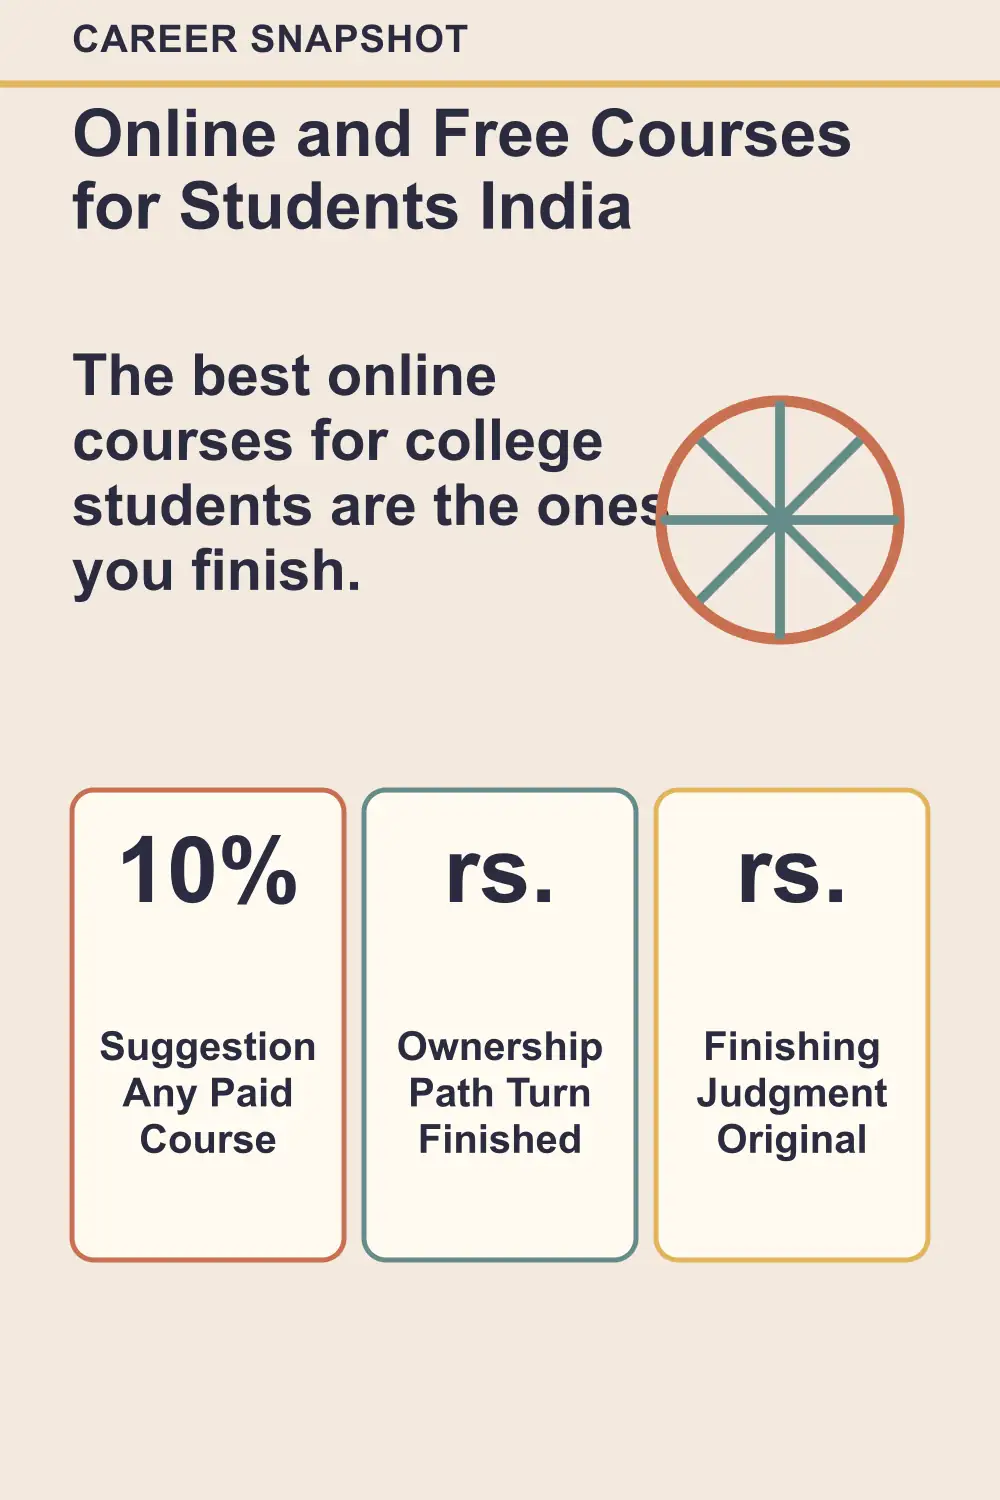 CAREER SNAPSHOT
Online and Free Courses
for Students India
The best online
courses for college
students are the ones
you finish.
10%
Suggestion
Any Paid
Course
rs.
Ownership
Path Turn
Finished
rs.
Finishing
Judgment
Original